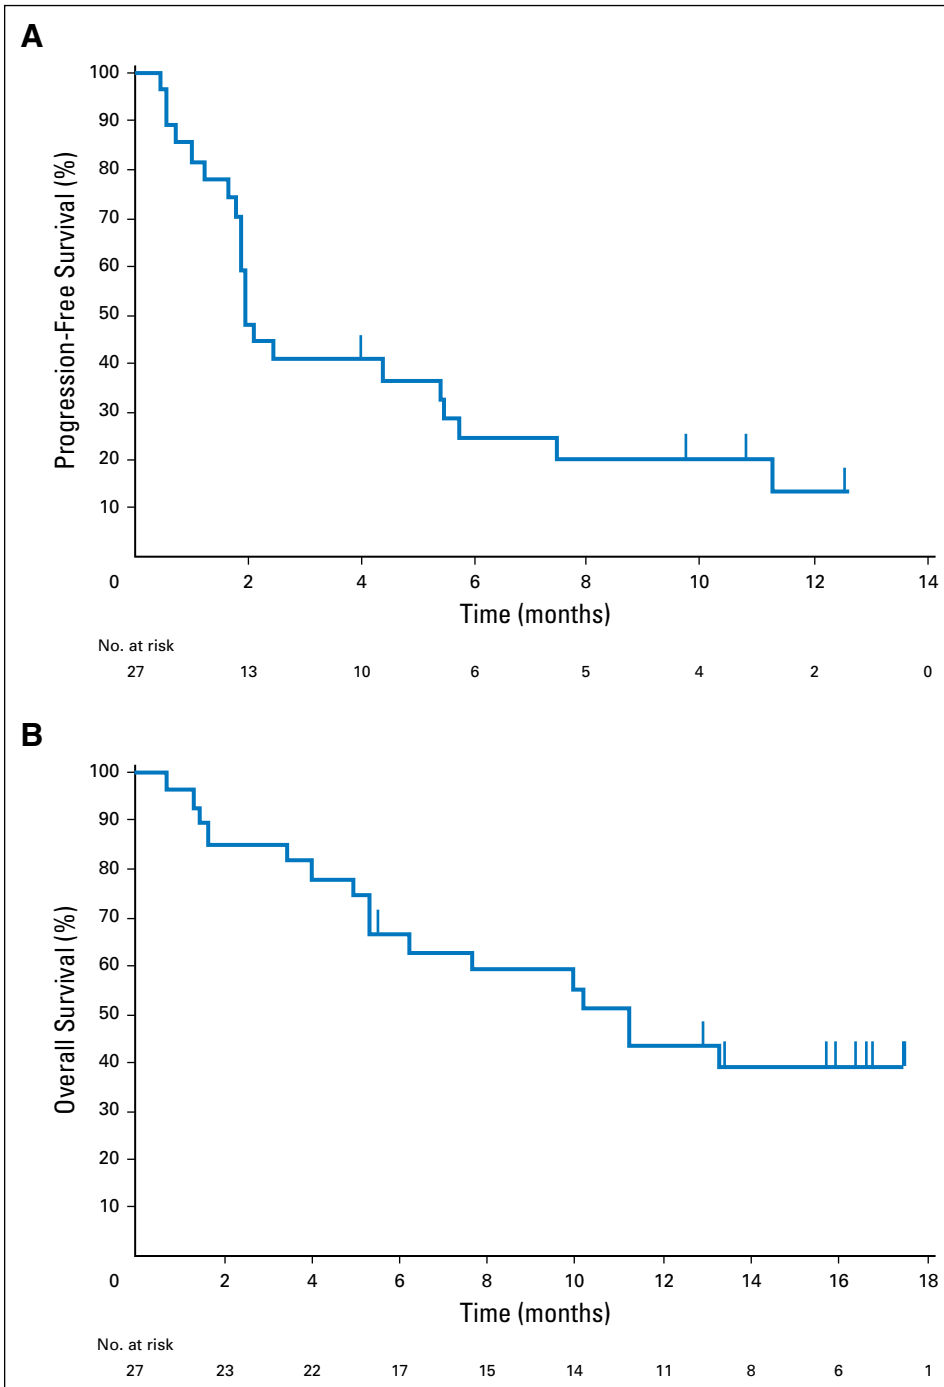 A
100
90
80
70
60
50
40
30
20
10
Progression-Free Survival (%)
0 2 4 6 8 10 12 14
Time (months)
No. at risk
27 13 10 6 5 4 2 0
B
100
90
80
70
60
50
40
30
20
10
Overall Survival (%)
0 2 4 6 8 10 12 14 16 18
Time (months)
No. at risk
27 23 22 17 15 14 11 8 6 1